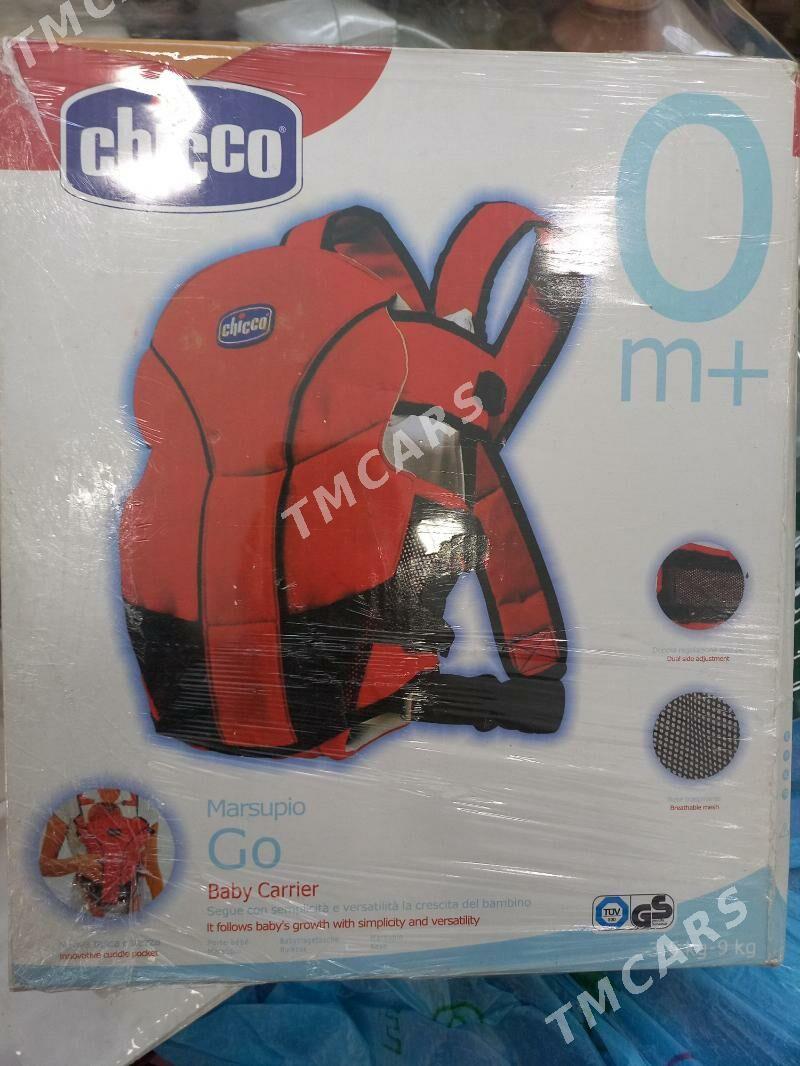 TMCARS
chicco
0
m+
chicco
TMCARS
Dual side adjustment
Breathable mesh
Marsupio
Go
Baby Carrier
Segue con semplicità e versatilità la crescita del bambino
It follows baby's growth with simplicity and versatility
Innovative cuddle pocket
TÜV
GS
9 kg
TMCARS